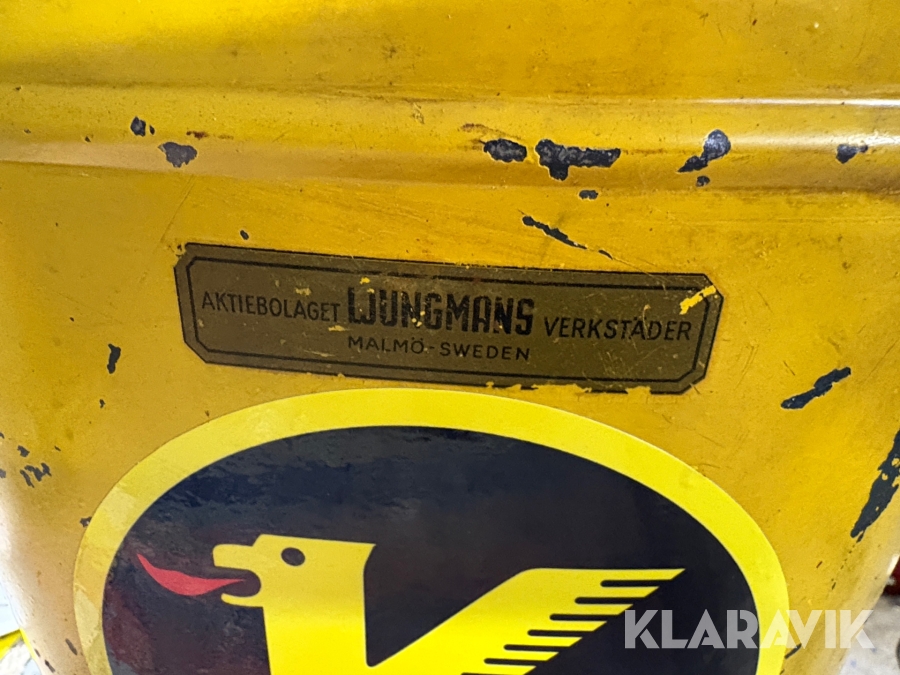 AKTIEBOLAGET LJUNGMANS VERKSTÄDER
MALMÖ-SWEDEN
KLARAVIK